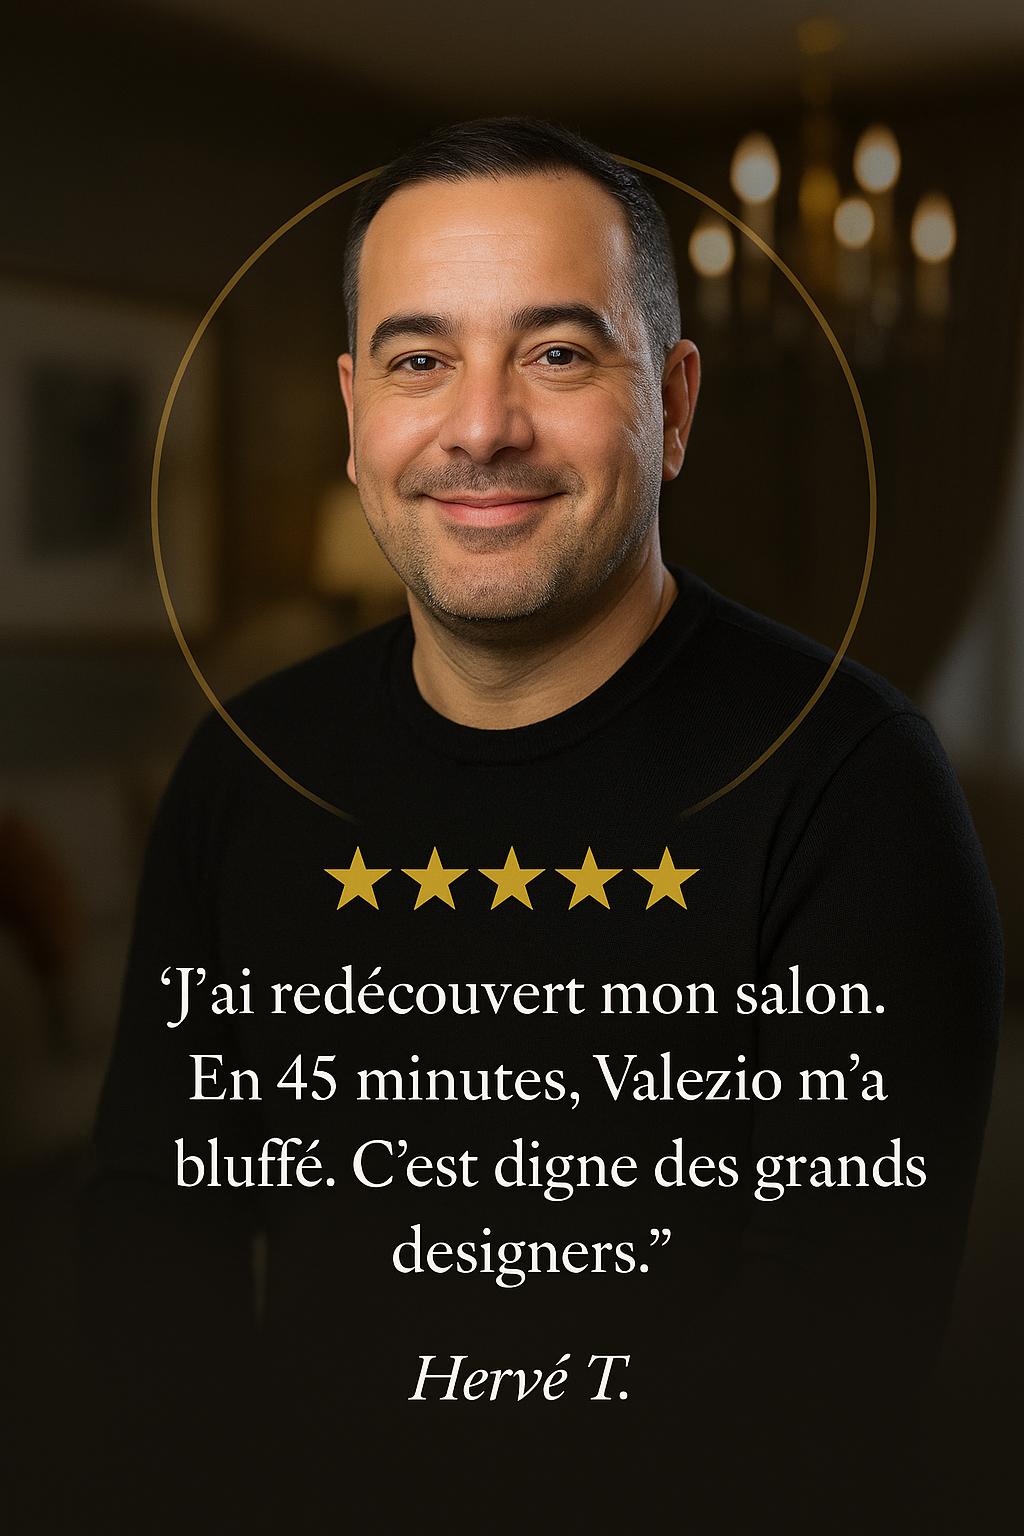 ‘J’ai redécouvert mon salon.
En 45 minutes, Valezio m’a
bluffé. C’est digne des grands
designers.”
Hervé T.